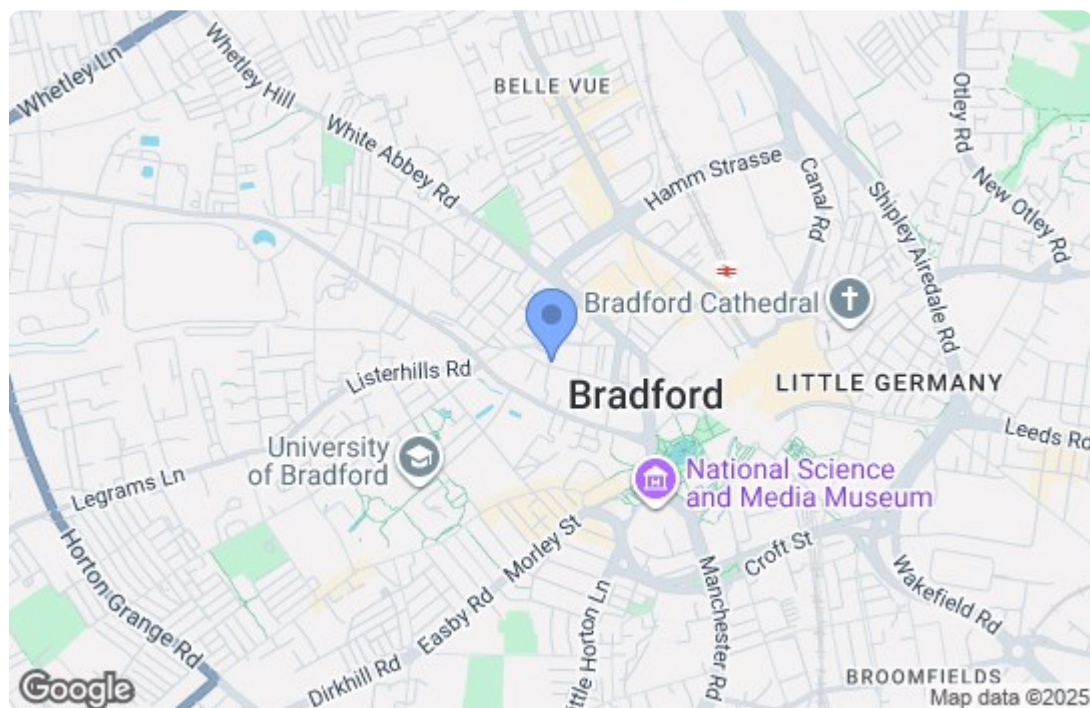 Whetley Ln
Whetley Hill
BELLE VUE
Otley Rd
White Abbey Rd
Hamm Strasse
Canal Rd
Shipley Airedale Rd
New Otley Rd
Bradford Cathedral
Listerhills Rd
Bradford
LITTLE GERMANY
Leeds Rd
University
of Bradford
National Science
and Media Museum
Legrams Ln
Horton Grange Rd
Morley St
Croft St
Easby Rd
Manchester Rd
Wakefield Rd
Dirkhill Rd
Little Horton Ln
BROOMFIELDS
Google
Map data ©2025